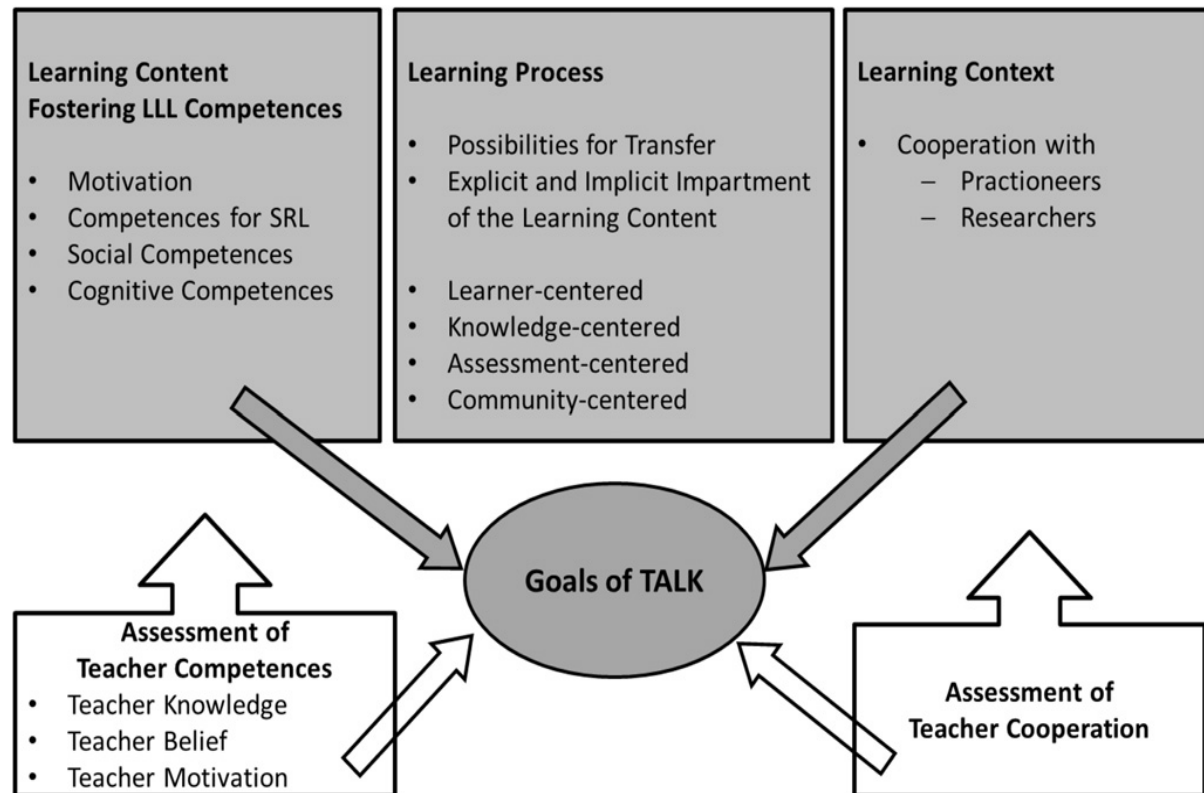 Learning Content
Fostering LLL Competences
• Motivation
• Competences for SRL
• Social Competences
• Cognitive Competences
Learning Process
• Possibilities for Transfer
• Explicit and Implicit Impartment
of the Learning Content
• Learner-centered
• Knowledge-centered
• Assessment-centered
• Community-centered
Learning Context
• Cooperation with
– Practioneers
– Researchers
Goals of TALK
Assessment of
Teacher Competences
• Teacher Knowledge
• Teacher Belief
• Teacher Motivation
Assessment of
Teacher Cooperation